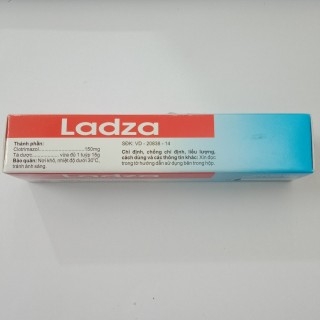 Ladza
Thành phần:
Clotrimazol..................150mg
Tá dược.............vừa đủ 1 tuýp 15g
Bảo quản: Nơi khô, nhiệt độ dưới 30°C,
tránh ánh sáng.
SĐK: VD - 20838 - 14
Chỉ định, chống chỉ định, liều lượng,
cách dùng và các thông tin khác: Xin đọc
trong tờ hướng dẫn sử dụng bên trong hộp.